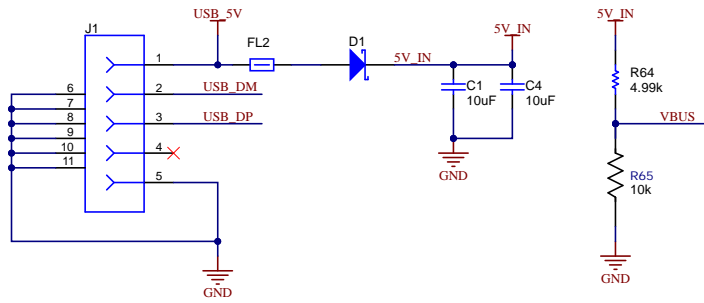 USB_5V
5V_IN
5V_IN
J1
FL2
D1
5V_IN
1
R64
4.99k
6
2
USB_DM
C1
10uF
C4
10uF
7
8
3
USB_DP
VBUS
9
10
4
11
5
GND
R65
10k
GND
GND